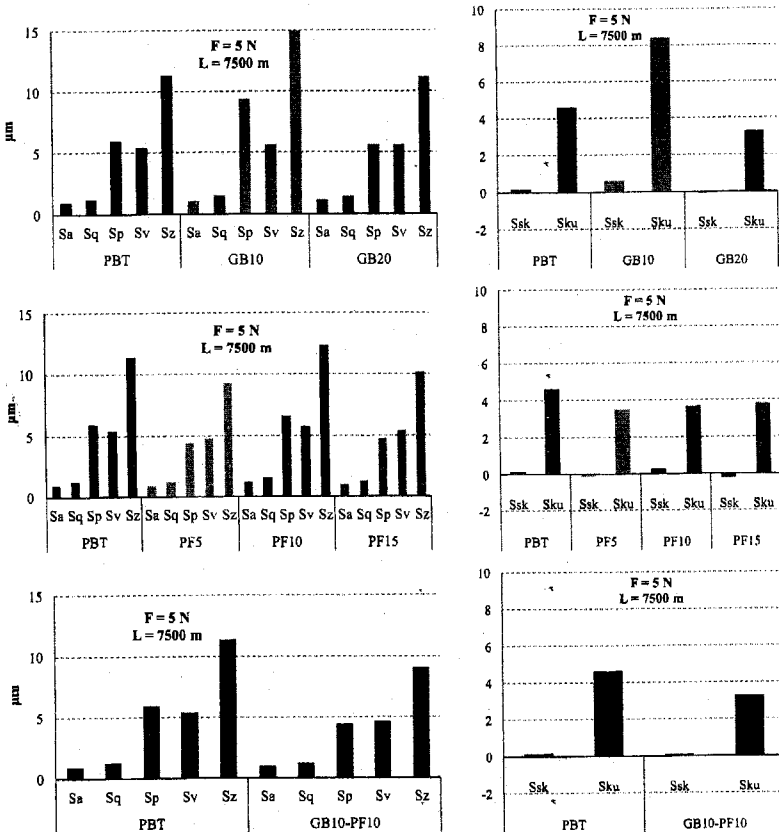 15
F = 5 N
L = 7500 m
10
µm
5
0
Sa Sq Sp Sv Sz Sa Sq Sp Sv Sz Sa Sq Sp Sv Sz
PBT GB10 GB20
10
F = 5 N
L = 7500 m
8
6
4
2
0
-2
Ssk Sku Ssk Sku Ssk Sku
PBT GB10 GB20
15
F = 5 N
L = 7500 m
10
µm
5
0
Sa Sq Sp Sv Sz Sa Sq Sp Sv Sz Sa Sq Sp Sv Sz Sa Sq Sp Sv Sz
PBT PF5 PF10 PF15
10
F = 5 N
L = 7500 m
8
6
4
2
0
-2
Ssk Sku Ssk Sku Ssk Sku Ssk Sku
PBT PF5 PF10 PF15
15
F = 5 N
L = 7500 m
10
µm
5
0
Sa Sq Sp Sv Sz Sa Sq Sp Sv Sz
PBT GB10-PF10
10
F = 5 N
L = 7500 m
8
6
4
2
0
-2
Ssk Sku Ssk Sku
PBT GB10-PF10